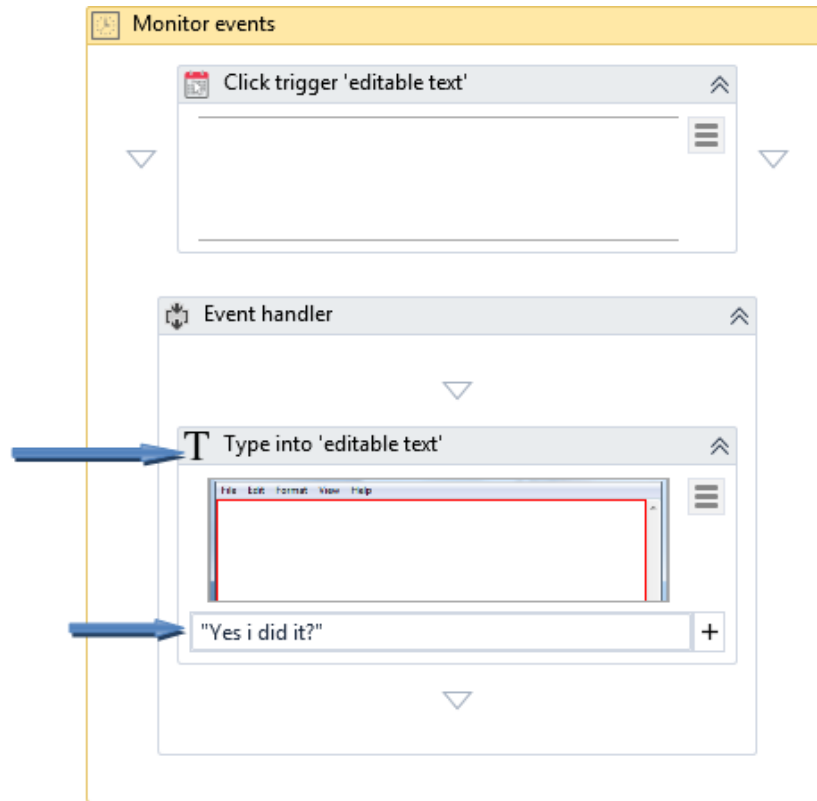 Monitor events
Click trigger 'editable text'
Event handler
T Type into 'editable text'
File Edit Format View Help
"Yes i did it?"
+